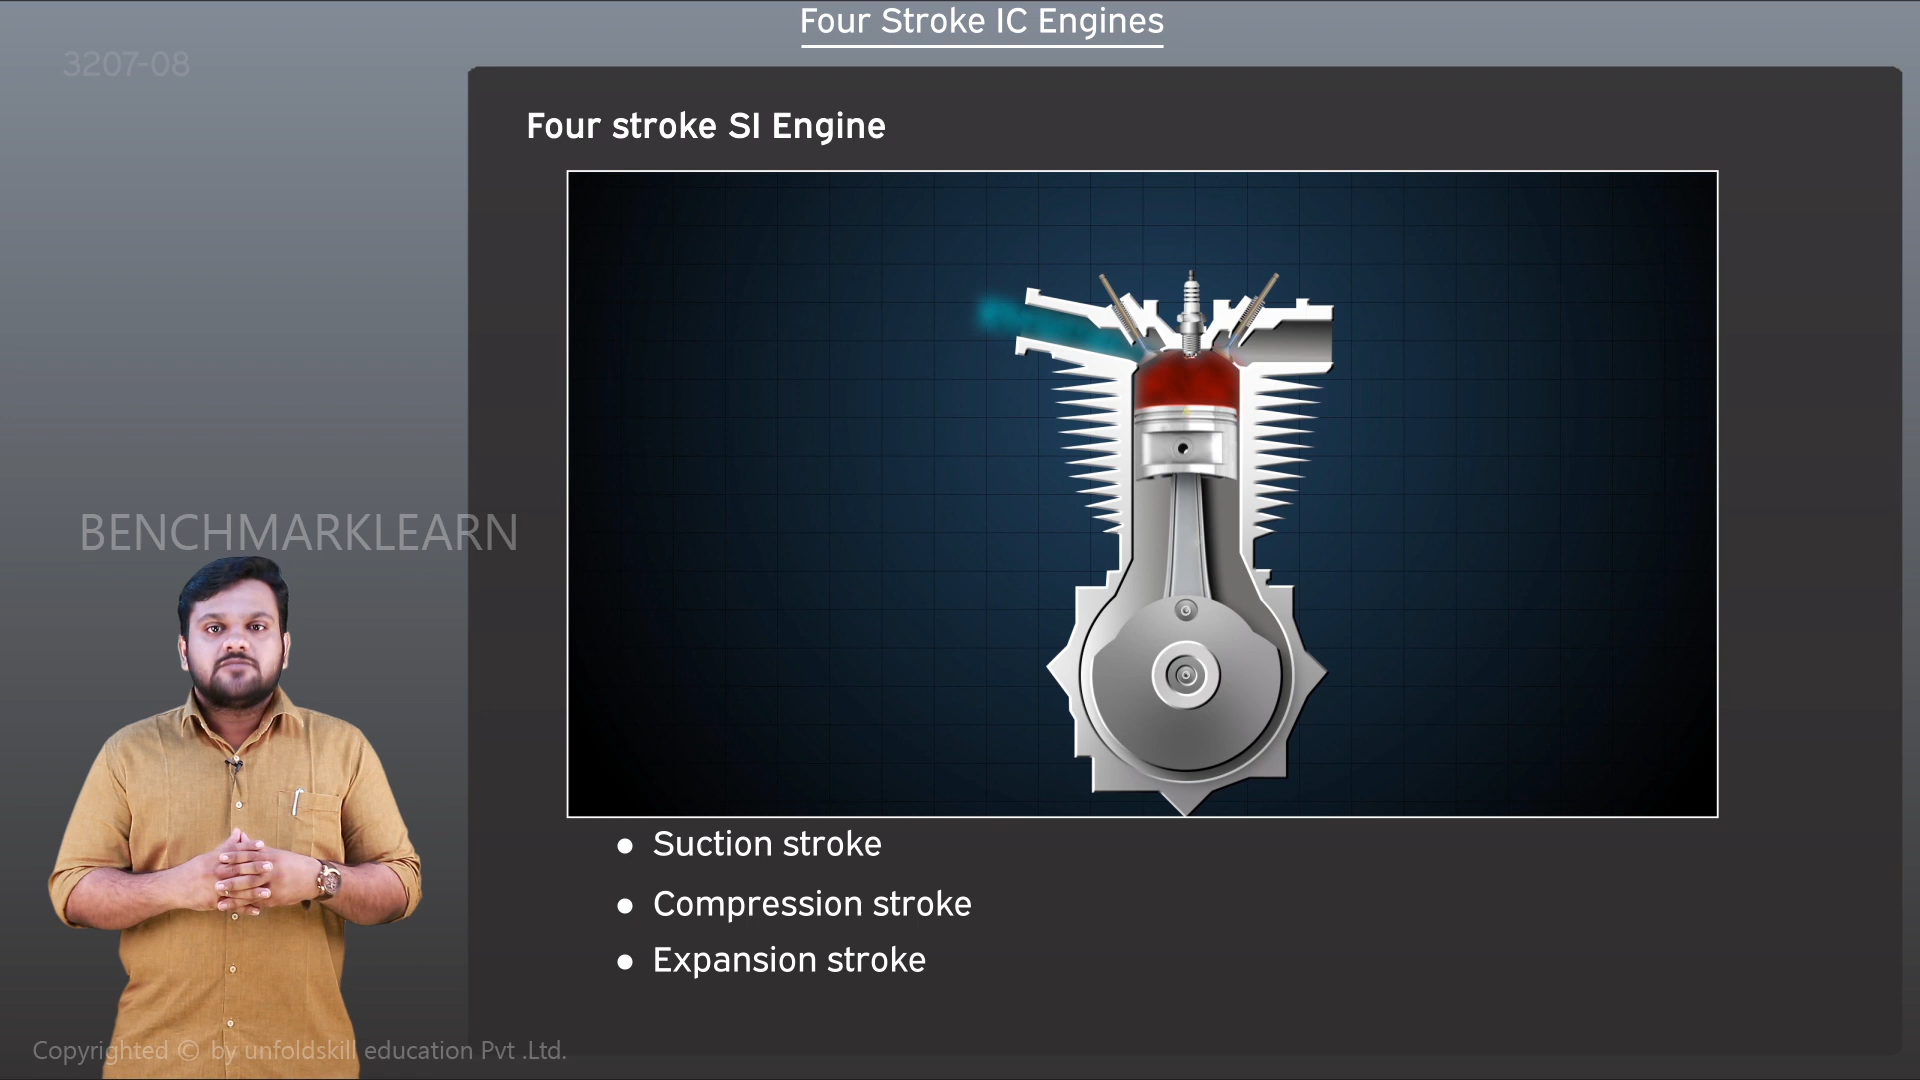 Four Stroke IC Engines
3207-08
Four stroke SI Engine
BENCHMARKLEARN
● Suction stroke
● Compression stroke
● Expansion stroke
Copyrighted © by unfoldskill education Pvt .Ltd.